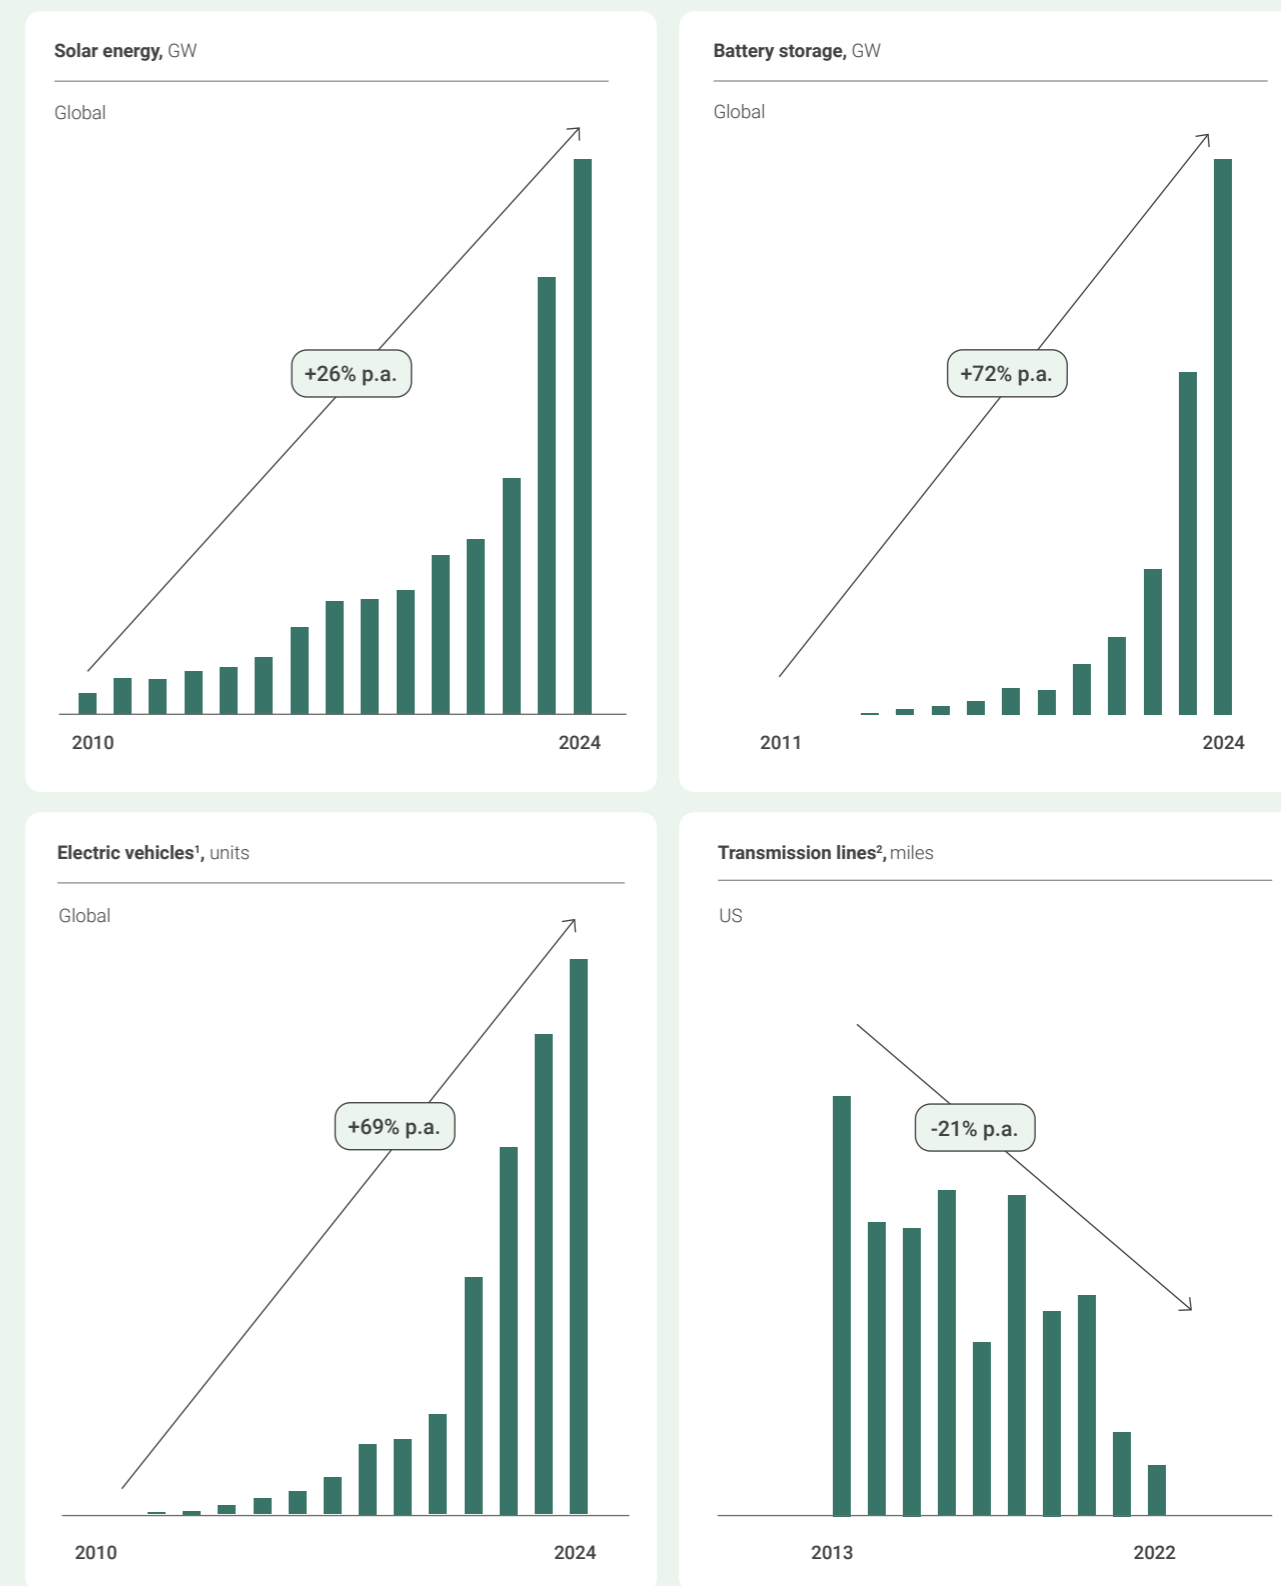 Solar energy, GW
Global
+26% p.a.
2010 2024
Battery storage, GW
Global
+72% p.a.
2011 2024
Electric vehicles¹, units
Global
+69% p.a.
2010 2024
Transmission lines², miles
US
-21% p.a.
2013 2022